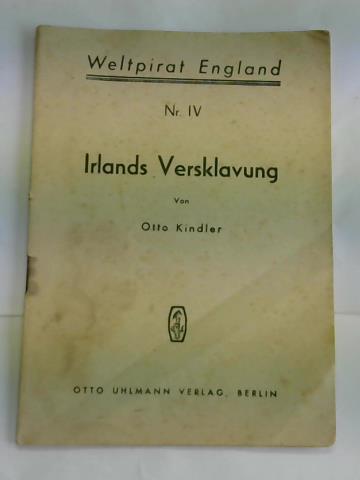 Weltpirat England
Nr. IV
Irlands Versklavung
Von
Otto Kindler
OTTO UHLMANN VERLAG, BERLIN